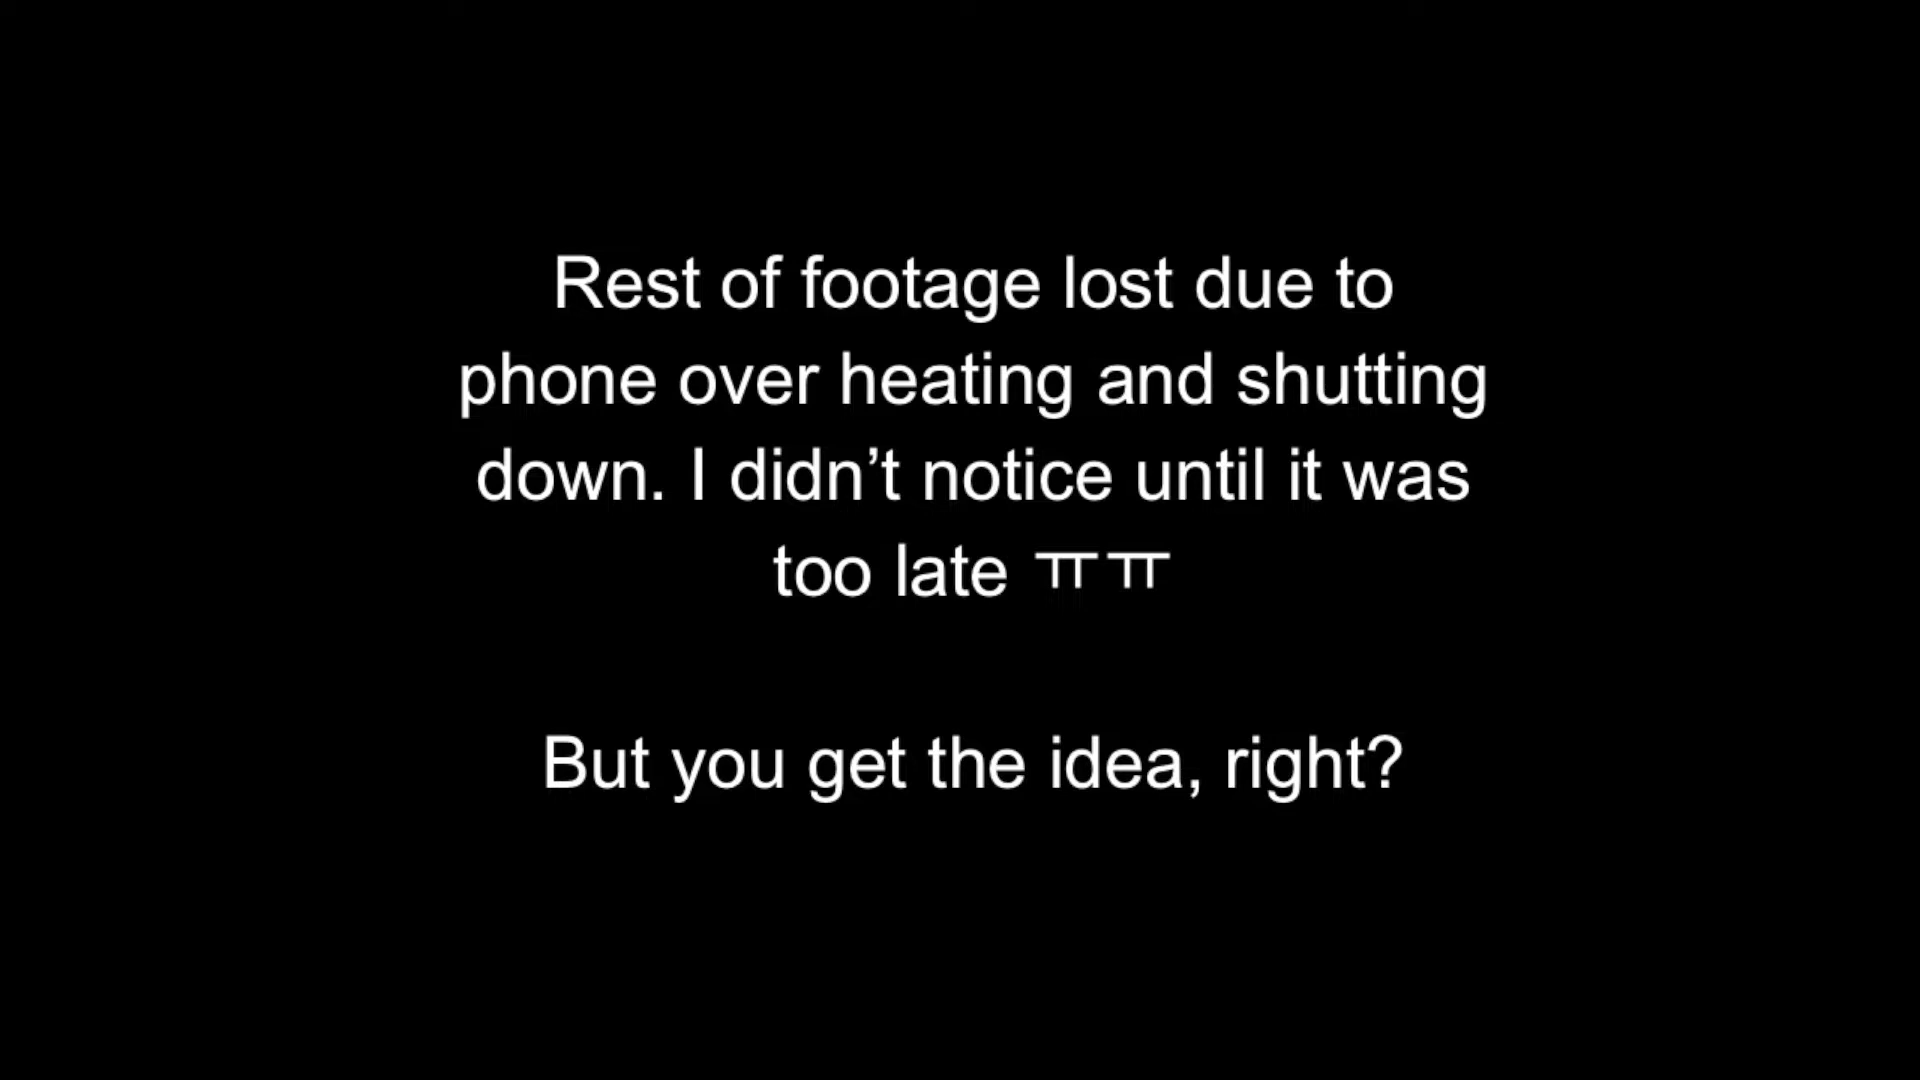 Rest of footage lost due to
phone over heating and shutting
down. I didn’t notice until it was
too late ㅠㅠ
But you get the idea, right?